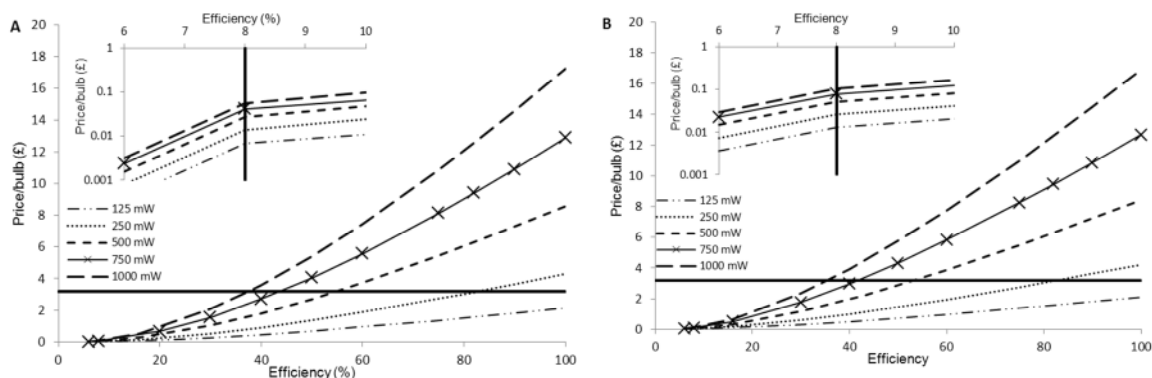 A
Efficiency (%)
6 7 8 9 10
1
0.1
0.01
0.001
Price/bulb (£)
20
18
16
14
12
10
8
6
4
2
0
Price/bulb (£)
125 mW
250 mW
500 mW
750 mW
1000 mW
0 20 40 60 80 100
Efficiency (%)
B
Efficiency (%)
6 7 8 9 10
1
0.1
0.01
0.001
Price/bulb (£)
20
18
16
14
12
10
8
6
4
2
0
Price/bulb (£)
125 mW
250 mW
500 mW
750 mW
1000 mW
0 20 40 60 80 100
Efficiency